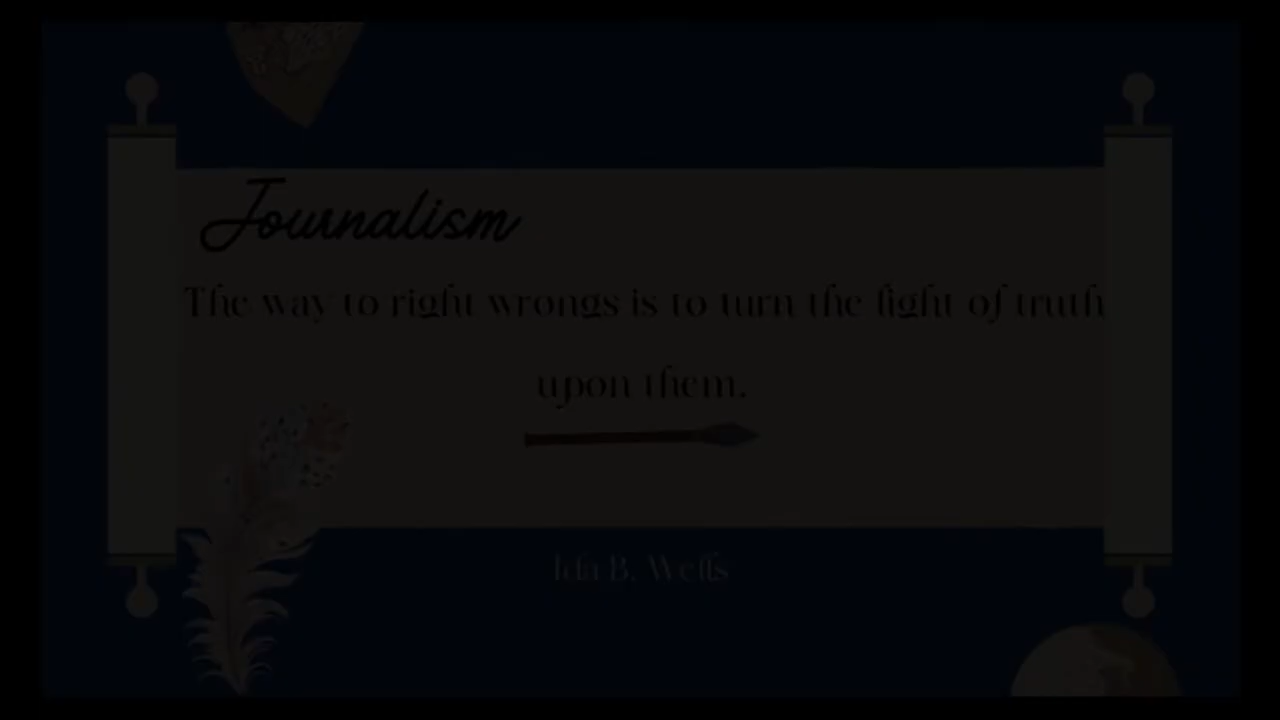 Journalism
The way to right wrongs is to turn the light of truth
upon them.
Ida B. Wells